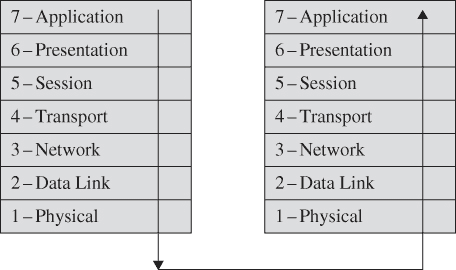 7 – Application
6 – Presentation
5 – Session
4 – Transport
3 – Network
2 – Data Link
1 – Physical
7 – Application
6 – Presentation
5 – Session
4 – Transport
3 – Network
2 – Data Link
1 – Physical